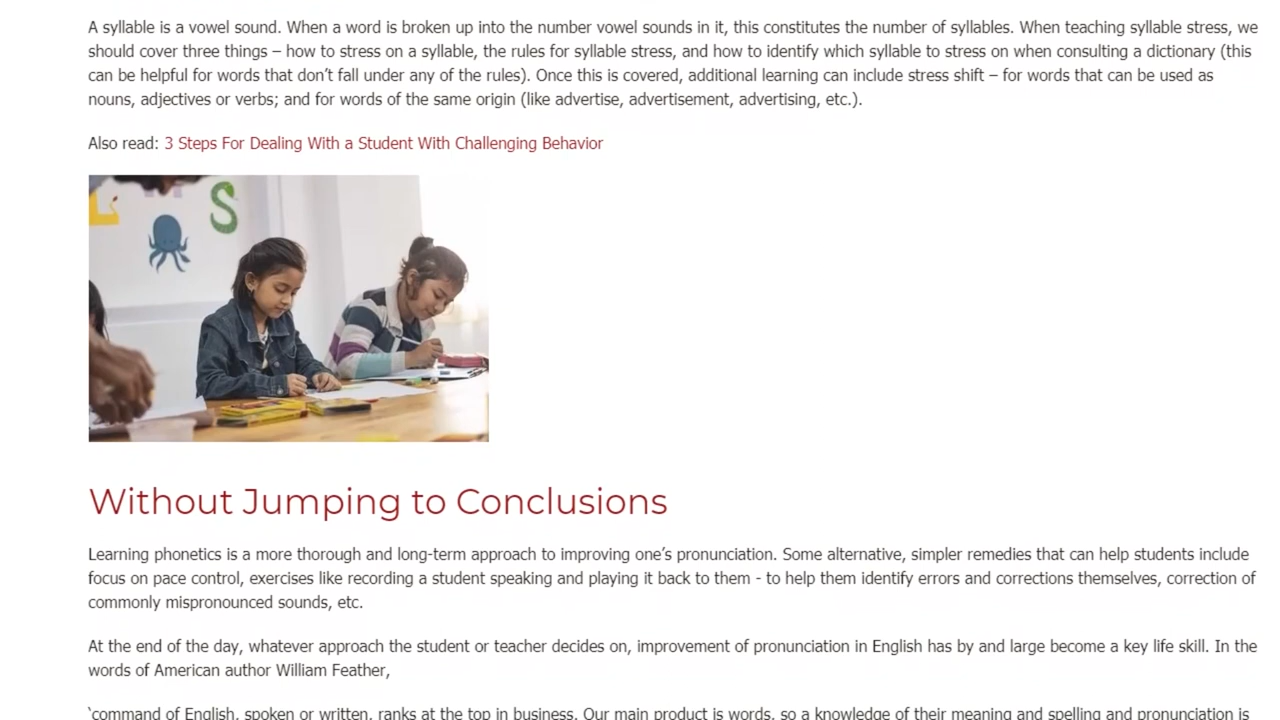 A syllable is a vowel sound. When a word is broken up into the number vowel sounds in it, this constitutes the number of syllables. When teaching syllable stress, we
should cover three things – how to stress on a syllable, the rules for syllable stress, and how to identify which syllable to stress on when consulting a dictionary (this
can be helpful for words that don’t fall under any of the rules). Once this is covered, additional learning can include stress shift – for words that can be used as
nouns, adjectives or verbs; and for words of the same origin (like advertise, advertisement, advertising, etc.).
Also read: 3 Steps For Dealing With a Student With Challenging Behavior
S
Without Jumping to Conclusions
Learning phonetics is a more thorough and long-term approach to improving one’s pronunciation. Some alternative, simpler remedies that can help students include
focus on pace control, exercises like recording a student speaking and playing it back to them - to help them identify errors and corrections themselves, correction of
commonly mispronounced sounds, etc.
At the end of the day, whatever approach the student or teacher decides on, improvement of pronunciation in English has by and large become a key life skill. In the
words of American author William Feather,
‘command of English, spoken or written, ranks at the top in business. Our main product is words, so a knowledge of their meaning and spelling and pronunciation is